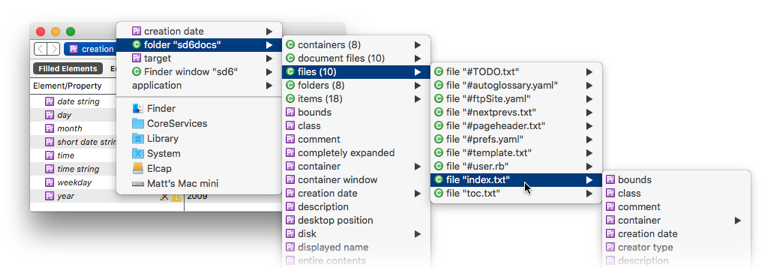 creation
Filled Elements
Element/Property
date string
day
month
short date string
time
time string
weekday
year
2009
creation date
folder "sd6docs"
target
Finder window "sd6"
application
Finder
CoreServices
Library
System
Elcap
Matt's Mac mini
containers (8)
document files (10)
files (10)
folders (8)
items (18)
bounds
class
comment
completely expanded
container
container window
creation date
description
desktop position
disk
displayed name
entire contents
file "#TODO.txt"
file "#autoglossary.yaml"
file "#ftpSite.yaml"
file "#nextprevs.txt"
file "#pageheader.txt"
file "#prefs.yaml"
file "#template.txt"
file "#user.rb"
file "index.txt"
file "toc.txt"
bounds
class
comment
container
creation date
creator type
description